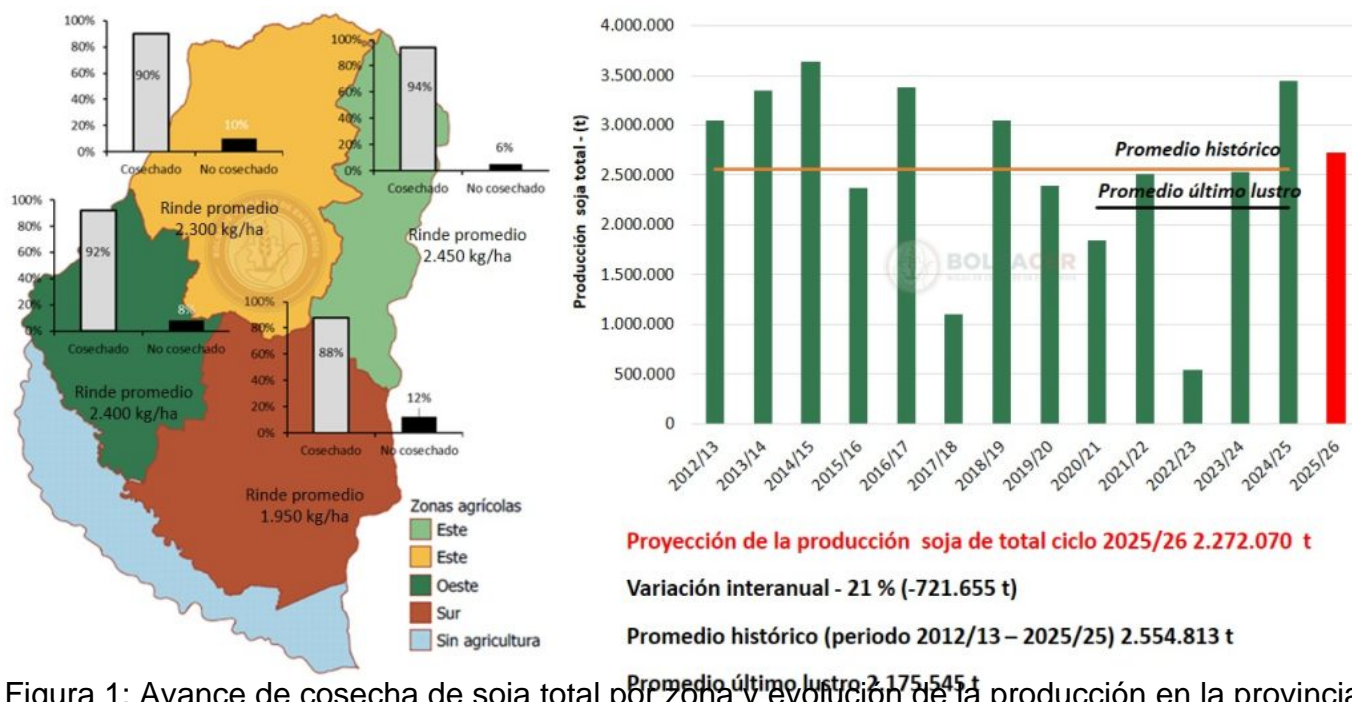 100%
80%
60%
40%
20%
0%
90%
10%
Cosechado
No cosechado
100%
80%
60%
40%
20%
0%
94%
6%
Cosechado
No cosechado
Rinde promedio
2.300 kg/ha
Rinde promedio
2.450 kg/ha
100%
80%
60%
40%
20%
0%
92%
8%
Cosechado
No cosechado
Rinde promedio
2.400 kg/ha
100%
80%
60%
40%
20%
0%
88%
12%
Cosechado
No cosechado
Rinde promedio
1.950 kg/ha
Zonas agrícolas
Este
Este
Oeste
Sur
Sin agricultura
Producción soja total - (t)
4.000.000
3.500.000
3.000.000
2.500.000
2.000.000
1.500.000
1.000.000
500.000
0
Promedio histórico
Promedio último lustro
2012/13
2013/14
2014/15
2015/16
2016/17
2017/18
2018/19
2019/20
2020/21
2021/22
2022/23
2023/24
2024/25
2025/26
Proyección de la producción soja de total ciclo 2025/26 2.272.070 t
Variación interanual - 21 % (-721.655 t)
Promedio histórico (periodo 2012/13 – 2025/25) 2.554.813 t
Promedio último lustro 2.175.545 t
Figura 1: Avance de cosecha de soja total por zona y evolución de la producción en la provincia